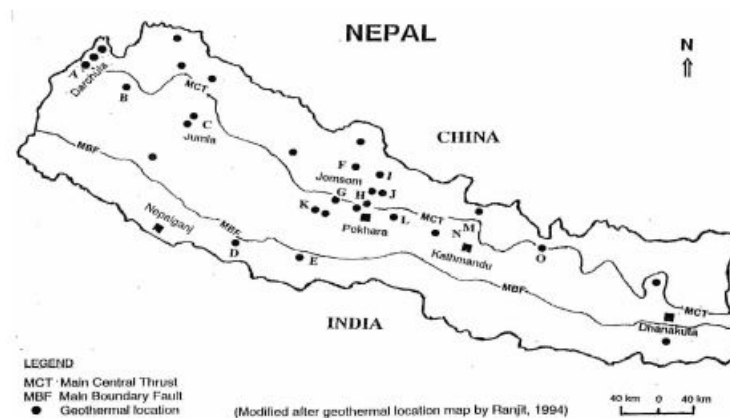 NEPAL
N
A
Darchula
B
MCT
C
Jumla
CHINA
F
I
Jomsom
J
G
H
K
L
MCT
M
N
Pokhara
Kathmandu
O
MBF
Nepalganj
MBF
D
E
MBF
MCT
Dhanakuta
INDIA
LEGEND
MCT Main Central Thrust
MBF Main Boundary Fault
Geothermal location
(Modified after geothermal location map by Ranjit, 1994)
40 km 0 40 km